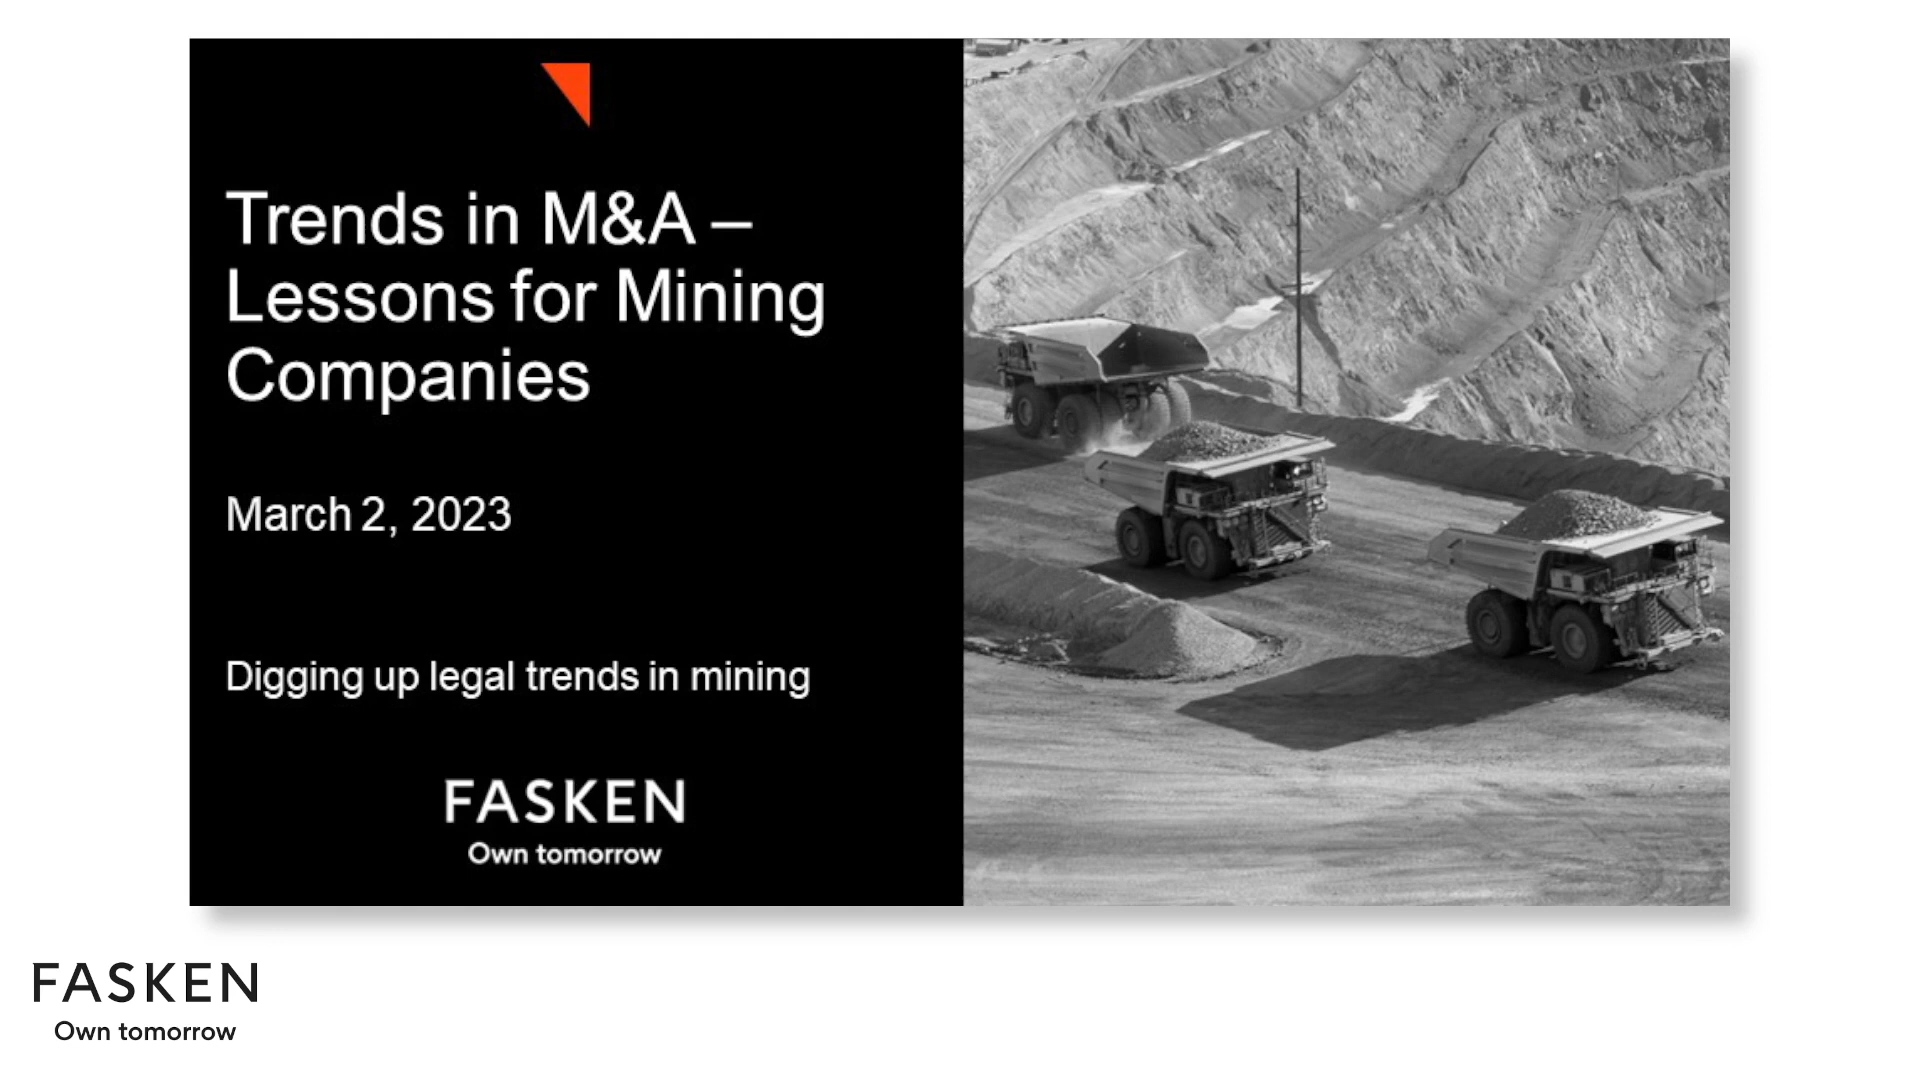 Trends in M&A –
Lessons for Mining
Companies
March 2, 2023
Digging up legal trends in mining
FASKEN
Own tomorrow
FASKEN
Own tomorrow